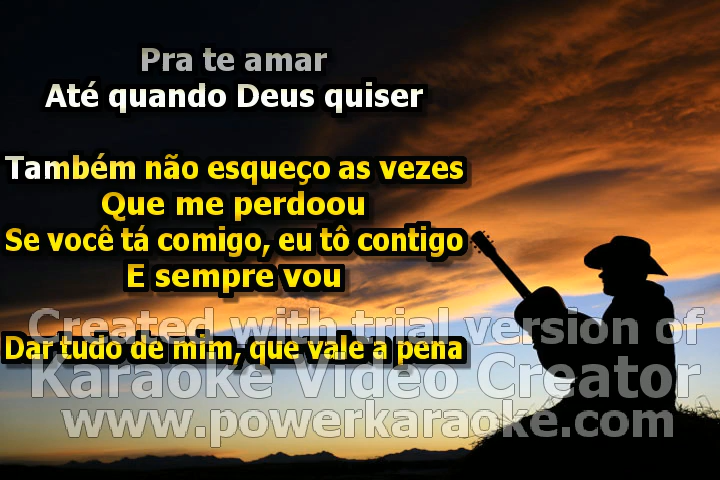 Pra te amar
Até quando Deus quiser
Também não esqueço as vezes
Que me perdoou
Se você tá comigo, eu tô contigo
E sempre vou
Created with trial version of
Dar tudo de mim, que vale a pena
Karaoke Video Creator
www.powerkaraoke.com